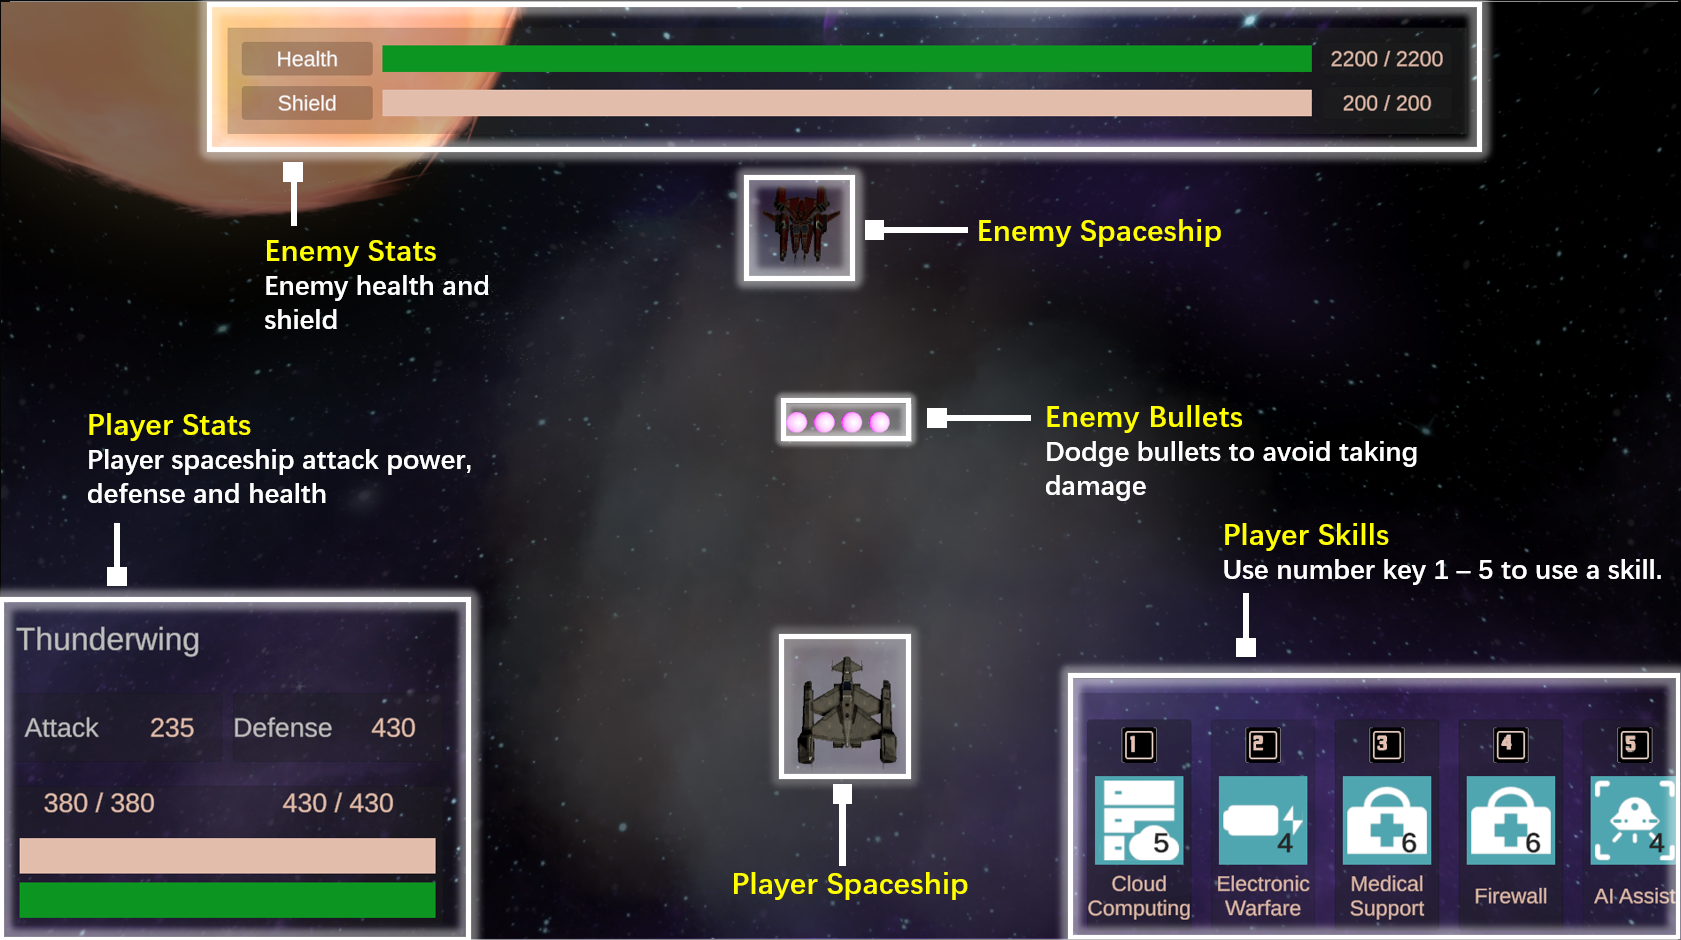 Health 2200 / 2200
Shield 200 / 200
Enemy Stats
Enemy health and
shield
Enemy Spaceship
Player Stats
Player spaceship attack power,
defense and health
Enemy Bullets
Dodge bullets to avoid taking
damage
Player Skills
Use number key 1 – 5 to use a skill.
Thunderwing
Attack 235 Defense 430
380 / 380 430 / 430
Player Spaceship
1 2 3 4 5
5 4 6 6 4
Cloud
Computing
Electronic
Warfare
Medical
Support
Firewall
AI Assist